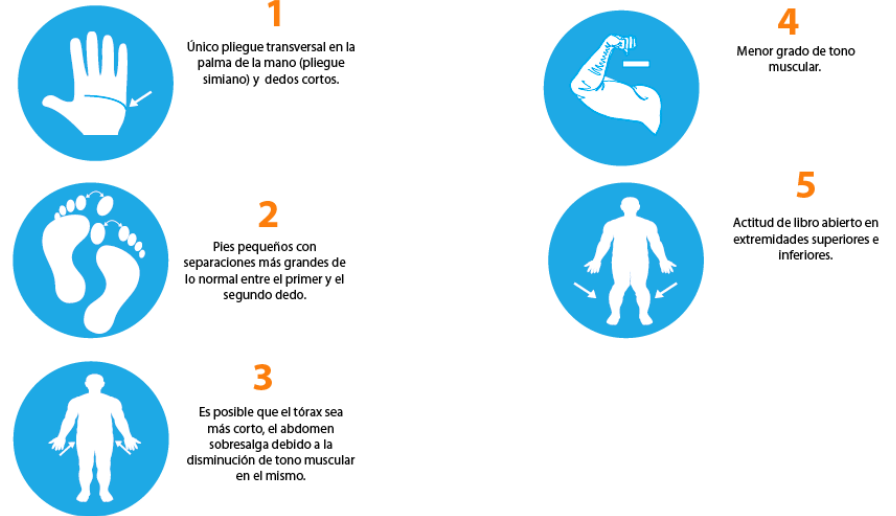 1
Único pliegue transversal en la
palma de la mano (pliegue
simiano) y dedos cortos.
2
Pies pequeños con
separaciones más grandes de
lo normal entre el primer y el
segundo dedo.
3
Es posible que el tórax sea
más corto, el abdomen
sobresalga debido a la
disminución de tono muscular
en el mismo.
4
Menor grado de tono
muscular.
5
Actitud de libro abierto en
extremidades superiores e
inferiores.